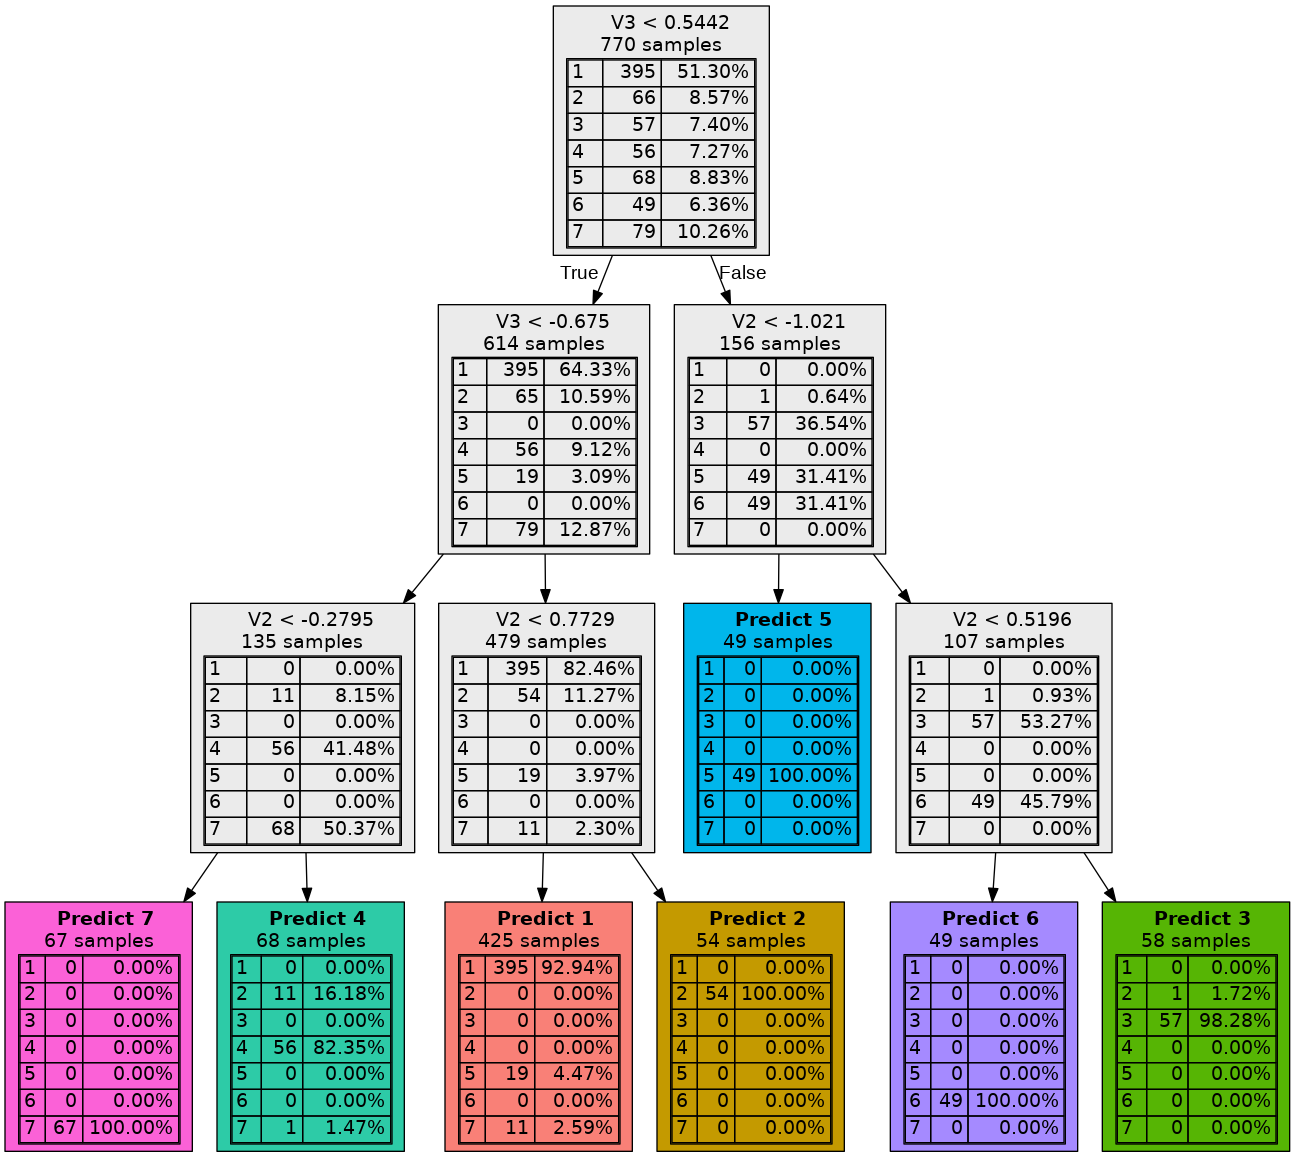 V3 < 0.5442
770 samples
1 395 51.30%
2 66 8.57%
3 57 7.40%
4 56 7.27%
5 68 8.83%
6 49 6.36%
7 79 10.26%
True
False
V3 < -0.675
614 samples
1 395 64.33%
2 65 10.59%
3 0 0.00%
4 56 9.12%
5 19 3.09%
6 0 0.00%
7 79 12.87%
V2 < -1.021
156 samples
1 0 0.00%
2 1 0.64%
3 57 36.54%
4 0 0.00%
5 49 31.41%
6 49 31.41%
7 0 0.00%
V2 < -0.2795
135 samples
1 0 0.00%
2 11 8.15%
3 0 0.00%
4 56 41.48%
5 0 0.00%
6 0 0.00%
7 68 50.37%
V2 < 0.7729
479 samples
1 395 82.46%
2 54 11.27%
3 0 0.00%
4 0 0.00%
5 19 3.97%
6 0 0.00%
7 11 2.30%
Predict 5
49 samples
1 0 0.00%
2 0 0.00%
3 0 0.00%
4 0 0.00%
5 49 100.00%
6 0 0.00%
7 0 0.00%
V2 < 0.5196
107 samples
1 0 0.00%
2 1 0.93%
3 57 53.27%
4 0 0.00%
5 0 0.00%
6 49 45.79%
7 0 0.00%
Predict 7
67 samples
1 0 0.00%
2 0 0.00%
3 0 0.00%
4 0 0.00%
5 0 0.00%
6 0 0.00%
7 67 100.00%
Predict 4
68 samples
1 0 0.00%
2 11 16.18%
3 0 0.00%
4 56 82.35%
5 0 0.00%
6 0 0.00%
7 1 1.47%
Predict 1
425 samples
1 395 92.94%
2 0 0.00%
3 0 0.00%
4 0 0.00%
5 19 4.47%
6 0 0.00%
7 11 2.59%
Predict 2
54 samples
1 0 0.00%
2 54 100.00%
3 0 0.00%
4 0 0.00%
5 0 0.00%
6 0 0.00%
7 0 0.00%
Predict 6
49 samples
1 0 0.00%
2 0 0.00%
3 0 0.00%
4 0 0.00%
5 0 0.00%
6 49 100.00%
7 0 0.00%
Predict 3
58 samples
1 0 0.00%
2 1 1.72%
3 57 98.28%
4 0 0.00%
5 0 0.00%
6 0 0.00%
7 0 0.00%